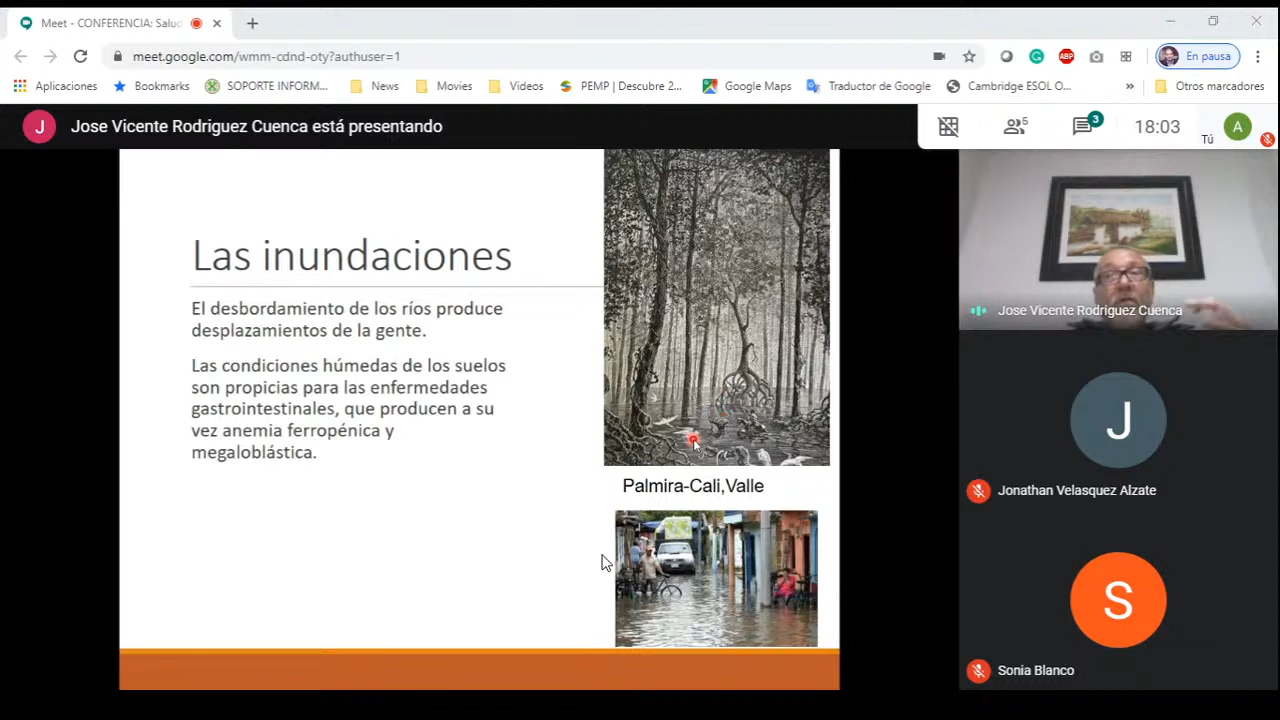 Meet - CONFERENCIA: Salu
meet.google.com/wmm-cdnd-oty?authuser=1
En pausa
Aplicaciones
Bookmarks
SOPORTE INFORM...
News
Movies
Videos
PEMP | Descubre 2...
Google Maps
Traductor de Google
Cambridge ESOL O...
»
Otros marcadores
J
Jose Vicente Rodriguez Cuenca está presentando
5
3
18:03
Tú
A
Las inundaciones
El desbordamiento de los ríos produce
desplazamientos de la gente.
Las condiciones húmedas de los suelos
son propicias para las enfermedades
gastrointestinales, que producen a su
vez anemia ferropénica y
megaloblástica.
Palmira-Cali,Valle
Jose Vicente Rodriguez Cuenca
J
Jonathan Velasquez Alzate
S
Sonia Blanco